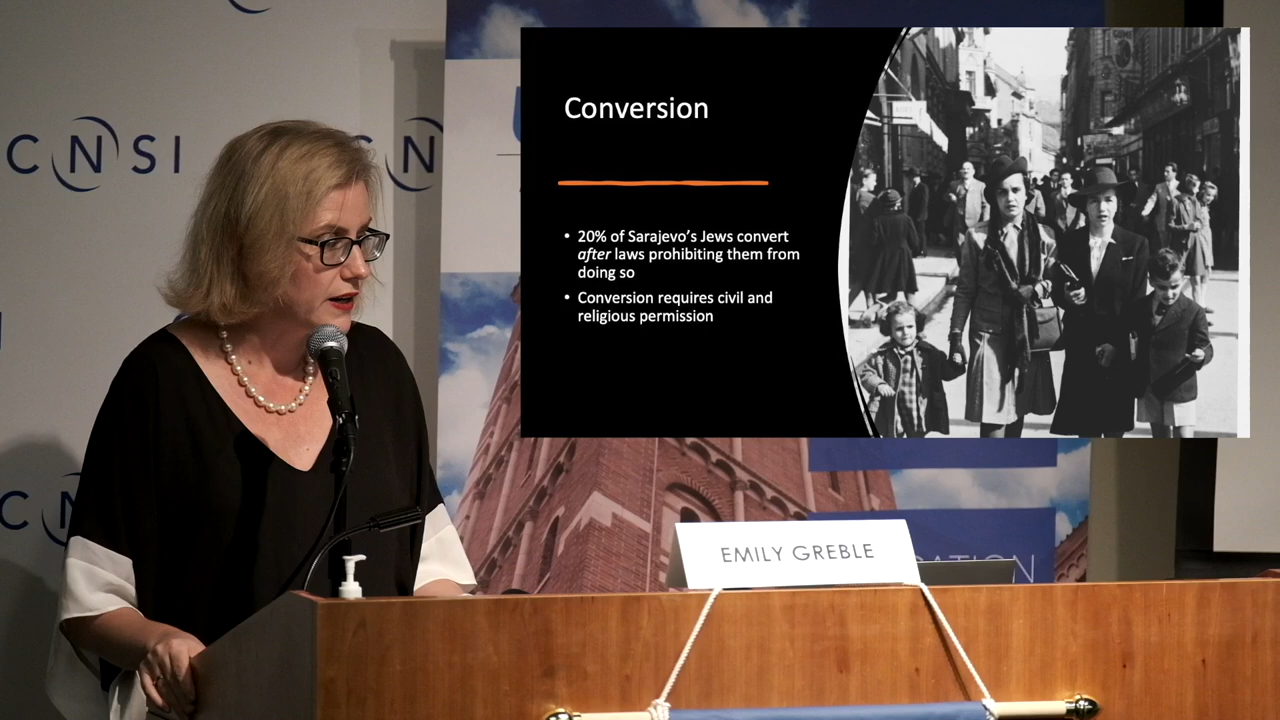 CNSI
CN
CN
Conversion
• 20% of Sarajevo's Jews convert
after laws prohibiting them from
doing so
• Conversion requires civil and
religious permission
EMILY GREBLE